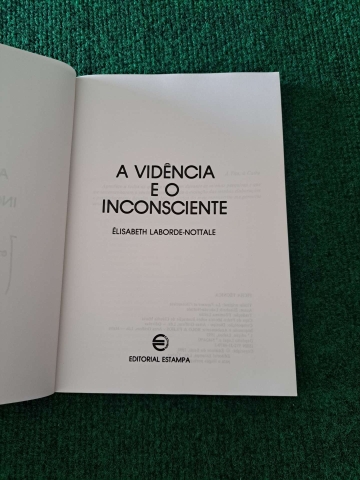 A VIDÊNCIA
E O
INCONSCIENTE
ÉLISABETH LABORDE-NOTTALE
EDITORIAL ESTAMPA